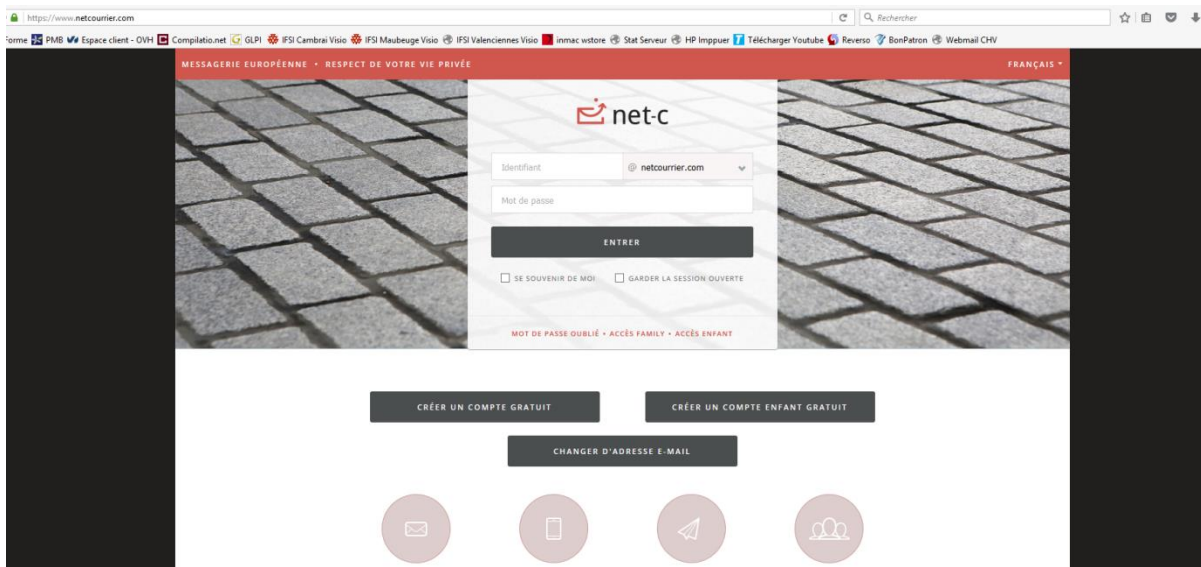 https://www.netcourrier.com
Rechercher
orme PMB Espace client - OVH Compilatio.net GLPI IFSI Cambrai Visio IFSI Maubeuge Visio IFSI Valenciennes Visio inmac wstore Stat Serveur HP Imppuer Télécharger Youtube Reverso BonPatron Webmail CHV
MESSAGERIE EUROPÉENNE • RESPECT DE VOTRE VIE PRIVÉE
FRANÇAIS
net-c
Identifiant @ netcourrier.com
Mot de passe
ENTRER
SE SOUVENIR DE MOI GARDER LA SESSION OUVERTE
MOT DE PASSE OUBLIÉ • ACCÈS FAMILY • ACCÈS ENFANT
CRÉER UN COMPTE GRATUIT CRÉER UN COMPTE ENFANT GRATUIT
CHANGER D'ADRESSE E-MAIL